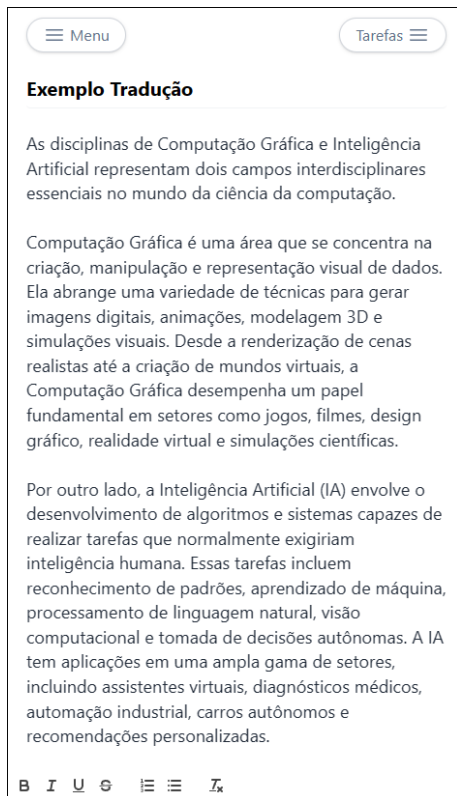 Menu
Tarefas
Exemplo Tradução
As disciplinas de Computação Gráfica e Inteligência
Artificial representam dois campos interdisciplinares
essenciais no mundo da ciência da computação.
Computação Gráfica é uma área que se concentra na
criação, manipulação e representação visual de dados.
Ela abrange uma variedade de técnicas para gerar
imagens digitais, animações, modelagem 3D e
simulações visuais. Desde a renderização de cenas
realistas até a criação de mundos virtuais, a
Computação Gráfica desempenha um papel
fundamental em setores como jogos, filmes, design
gráfico, realidade virtual e simulações científicas.
Por outro lado, a Inteligência Artificial (IA) envolve o
desenvolvimento de algoritmos e sistemas capazes de
realizar tarefas que normalmente exigiriam
inteligência humana. Essas tarefas incluem
reconhecimento de padrões, aprendizado de máquina,
processamento de linguagem natural, visão
computacional e tomada de decisões autônomas. A IA
tem aplicações em uma ampla gama de setores,
incluindo assistentes virtuais, diagnósticos médicos,
automação industrial, carros autônomos e
recomendações personalizadas.
B I U S